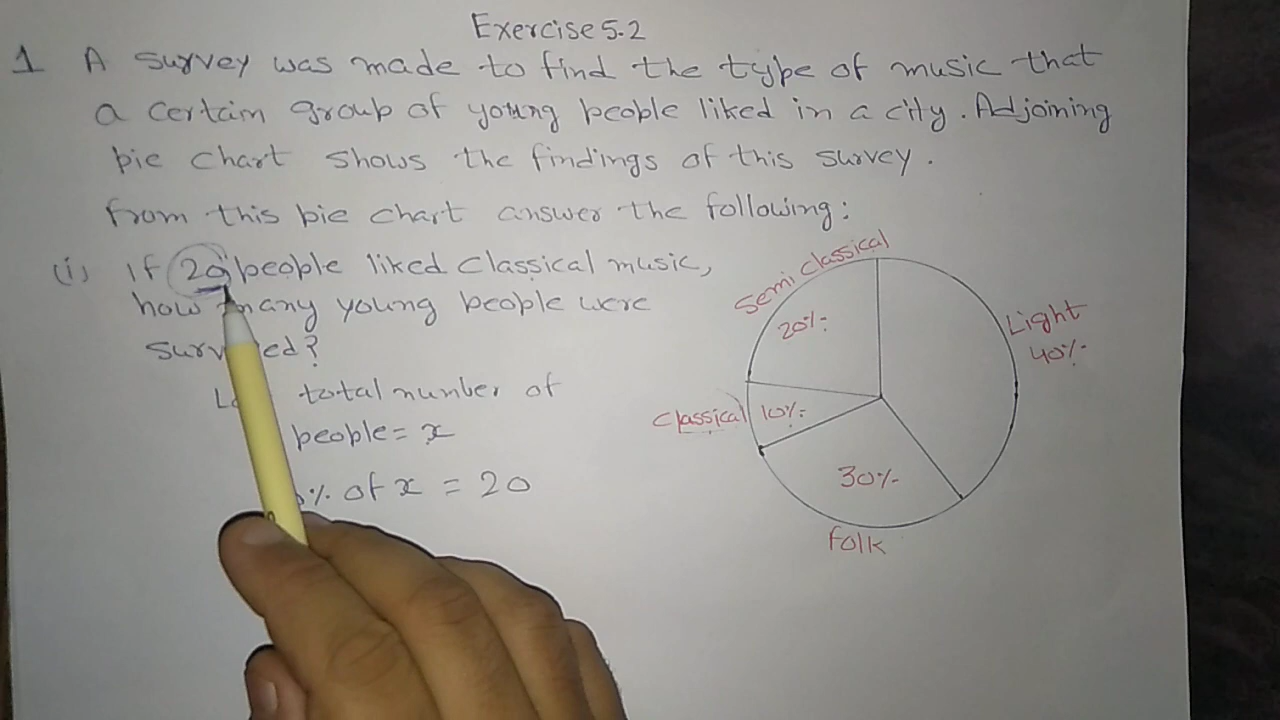 Exercise 5.2
1 A survey was made to find the type of music that
a certain group of young people liked in a city. Adjoining
pie chart shows the findings of this survey.
From this pie chart answer the following:
(i) If 20 people liked classical music,
how many young people were
surveyed?
total number of
people = x
% of x = 20
Semi classical
20%
Light
40%
Classical 10%
30%
Folk